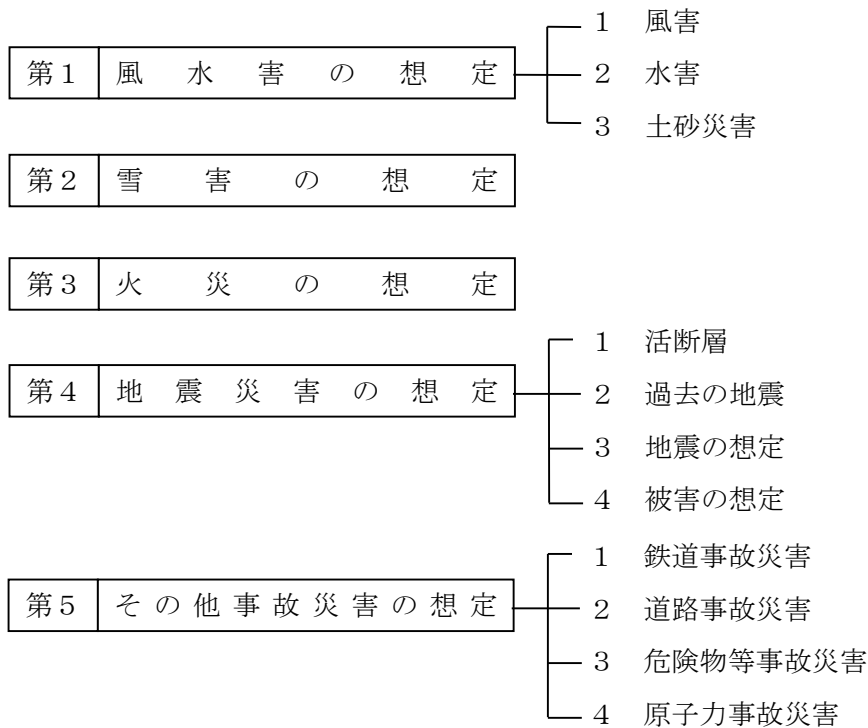 第１ 風水害の想定
１ 風害
２ 水害
３ 土砂災害
第２ 雪害の想定
第３ 火災の想定
第４ 地震災害の想定
１ 活断層
２ 過去の地震
３ 地震の想定
４ 被害の想定
第５ その他事故災害の想定
１ 鉄道事故災害
２ 道路事故災害
３ 危険物等事故災害
４ 原子力事故災害